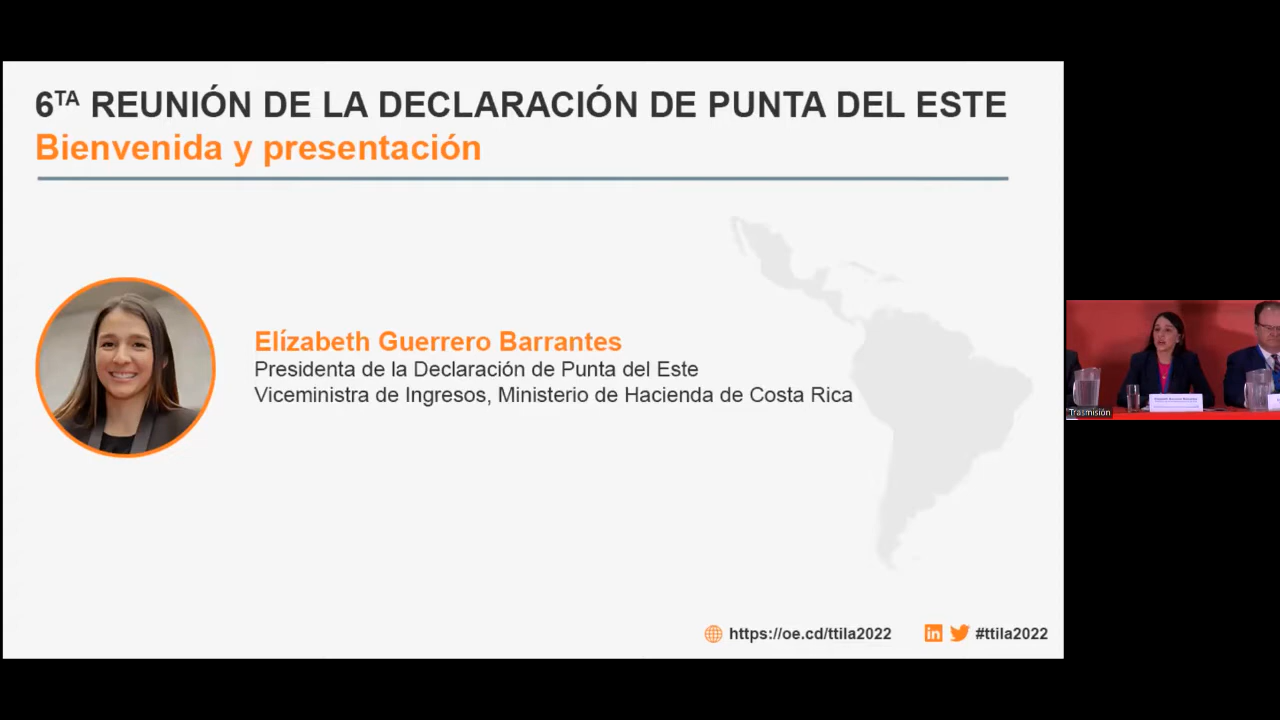 6TA REUNIÓN DE LA DECLARACIÓN DE PUNTA DEL ESTE
Bienvenida y presentación
Elízabeth Guerrero Barrantes
Presidenta de la Declaración de Punta del Este
Viceministra de Ingresos, Ministerio de Hacienda de Costa Rica
https://oe.cd/ttila2022
in
#ttila2022
Trasmisión